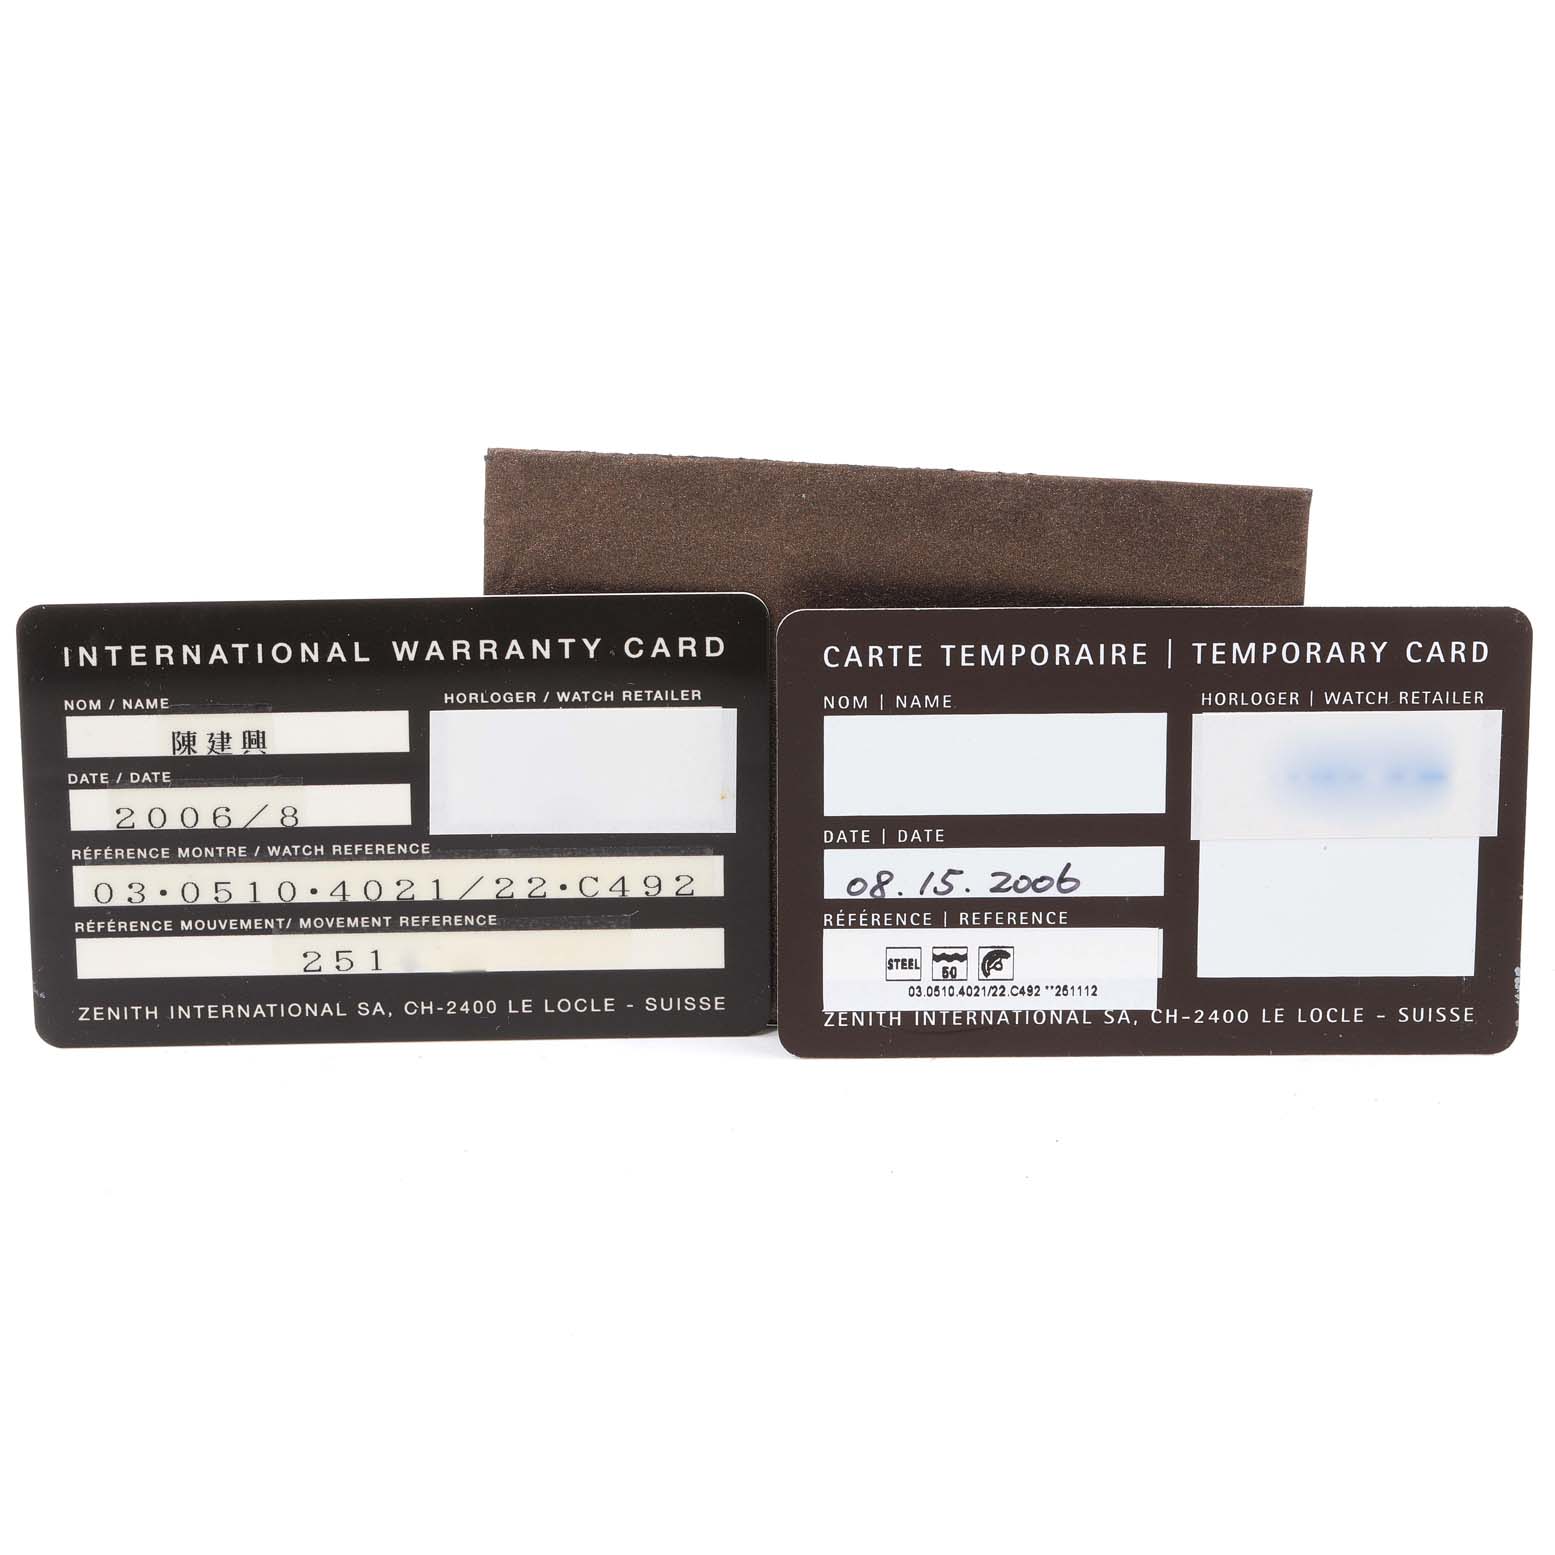 INTERNATIONAL WARRANTY CARD
NOM / NAME
陳建興
HORLOGER / WATCH RETAILER
DATE / DATE
2006/8
RÉFÉRENCE MONTRE / WATCH REFERENCE
03·0510·4021/22·C492
RÉFÉRENCE MOUVEMENT/ MOVEMENT REFERENCE
251
ZENITH INTERNATIONAL SA, CH-2400 LE LOCLE - SUISSE
CARTE TEMPORAIRE | TEMPORARY CARD
NOM | NAME
HORLOGER | WATCH RETAILER
DATE | DATE
08.15.2006
RÉFÉRENCE | REFERENCE
STEEL 50
03.0510.4021/22.C492 **251112
ZENITH INTERNATIONAL SA, CH-2400 LE LOCLE - SUISSE